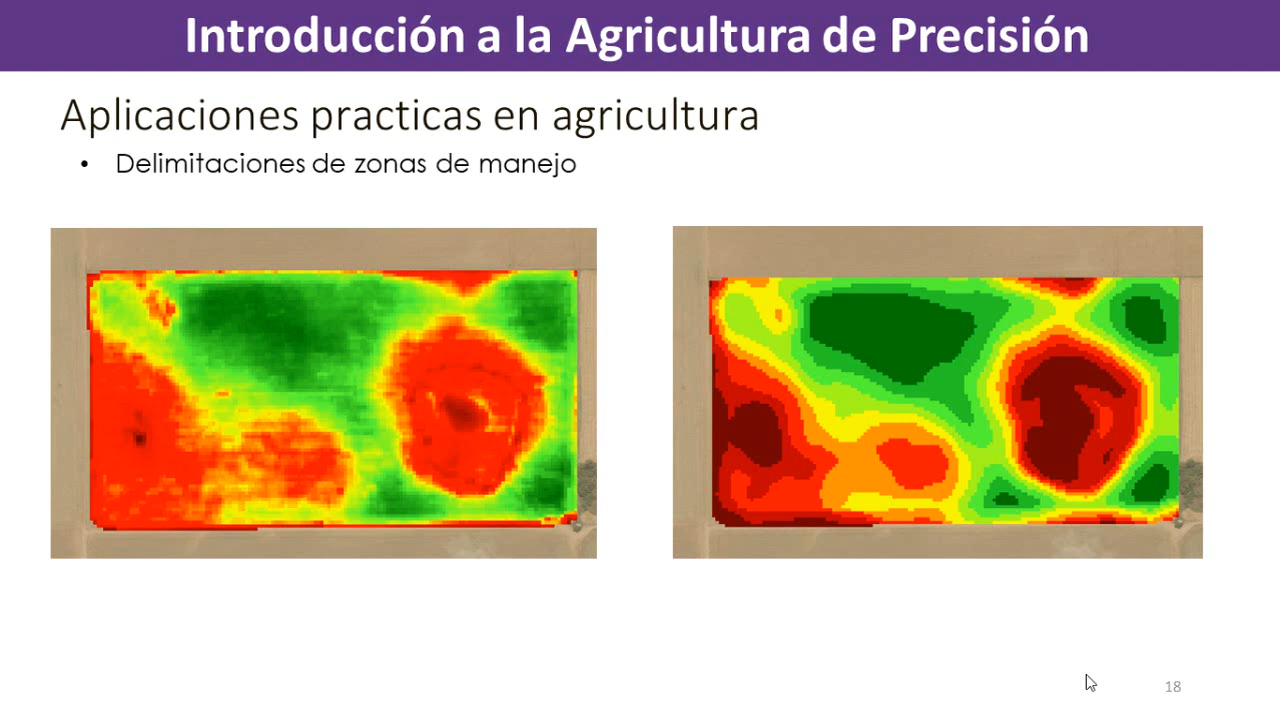 Introducción a la Agricultura de Precisión
Aplicaciones practicas en agricultura
• Delimitaciones de zonas de manejo
18